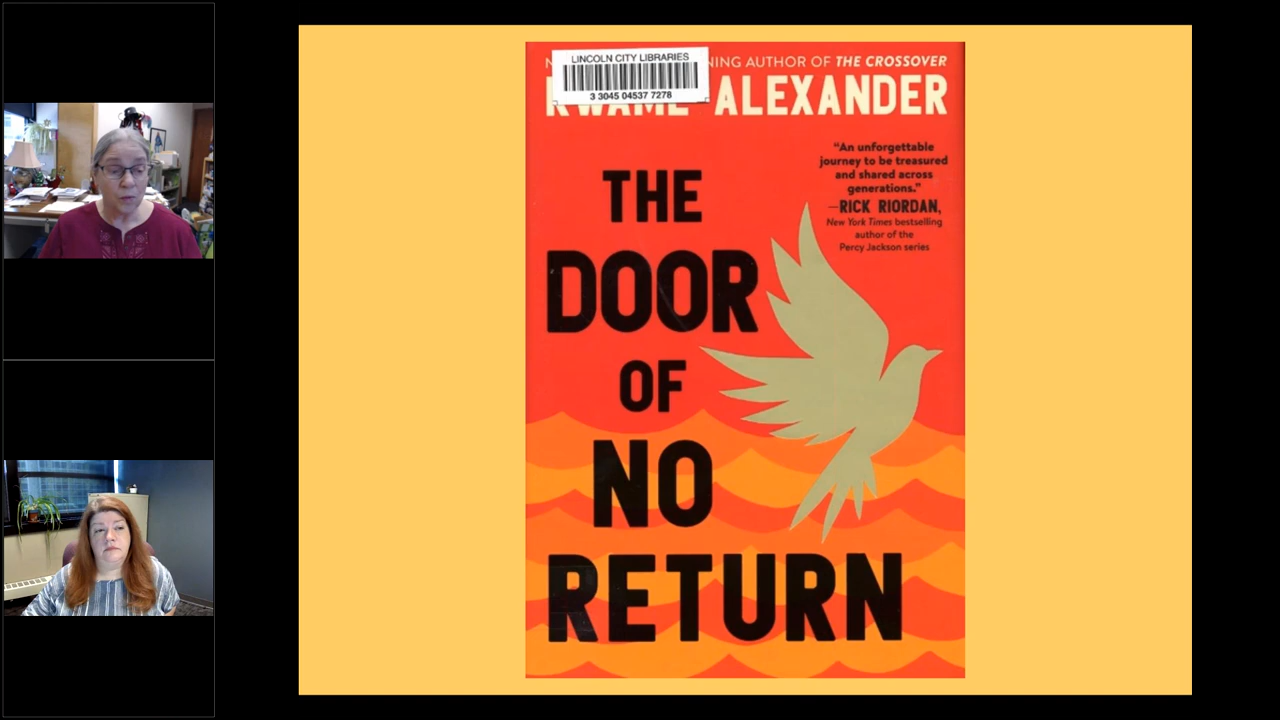 LINCOLN CITY LIBRARIES
3 3045 04537 7278
NING AUTHOR OF THE CROSSOVER
KWAME ALEXANDER
"An unforgettable
journey to be treasured
and shared across
generations."
—RICK RIORDAN,
New York Times bestselling
author of the
Percy Jackson series
THE
DOOR
OF
NO
RETURN